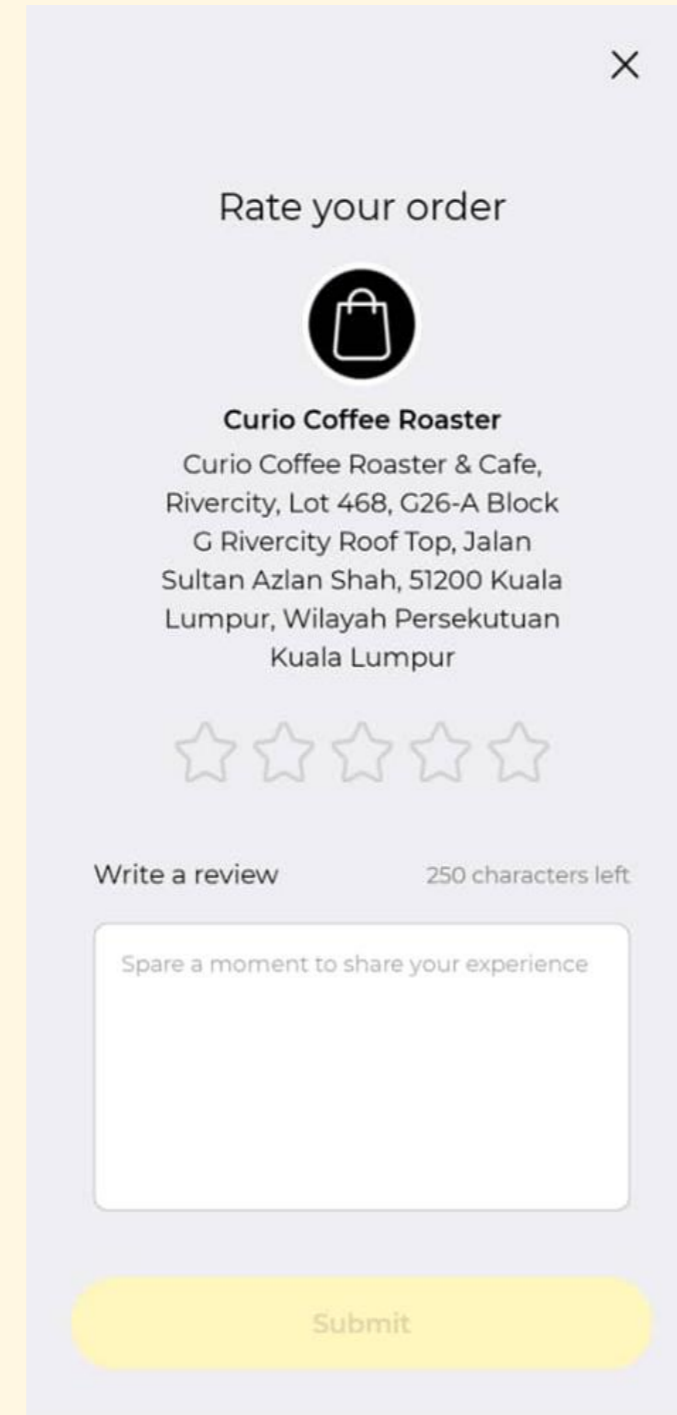 Rate your order
Curio Coffee Roaster
Curio Coffee Roaster & Cafe,
Rivercity, Lot 468, G26-A Block
G Rivercity Roof Top, Jalan
Sultan Azlan Shah, 51200 Kuala
Lumpur, Wilayah Persekutuan
Kuala Lumpur
Write a review 250 characters left
Spare a moment to share your experience
Submit